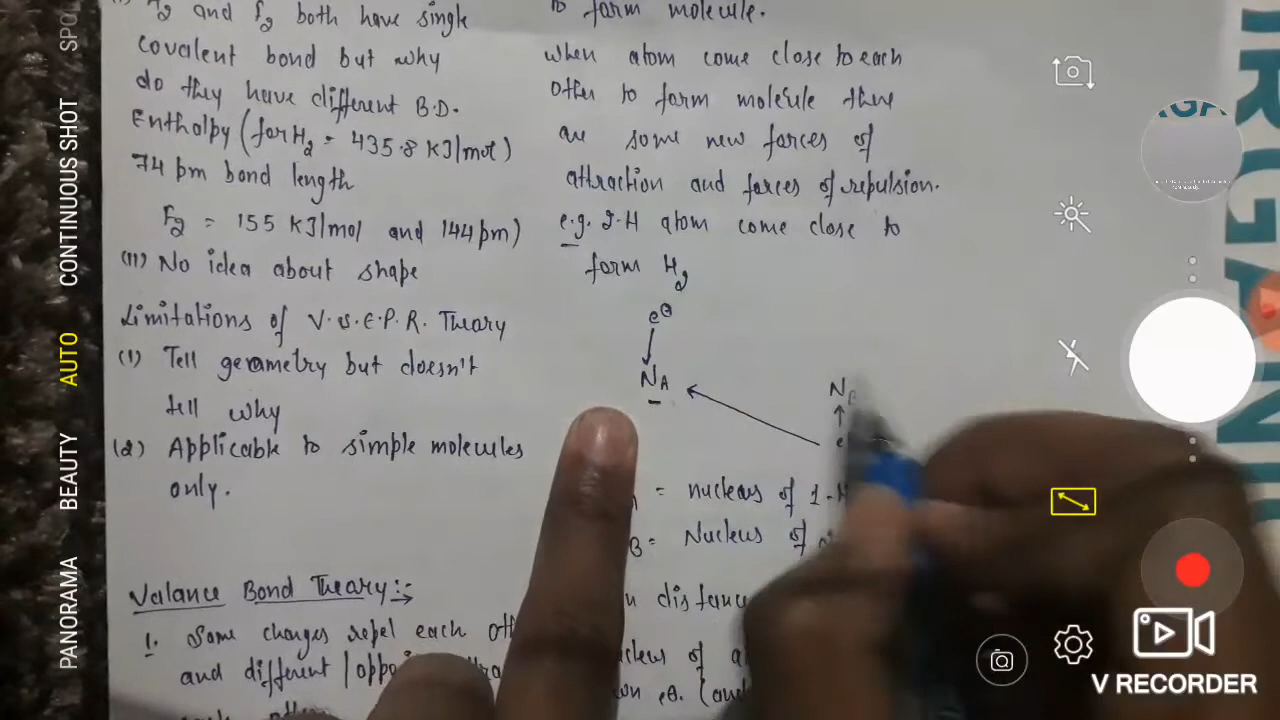 and F2 both have single
covalent bond but why
do they have different B.D.
Enthalpy (for H2 = 435.8 KJ/mol)
74 pm bond length
F2 = 155 KJ/mol and 144 pm)
(II) No idea about shape
Limitations of V.S.E.P.R. Theory
(1) Tell geometry but doesn't
tell why
(2) Applicable to simple molecules
only.
Valance Bond Theory:→
1. Same charges repel each
and different
to form molecule.
when atom come close to each
other to form molecule there
are some new forces of
attraction and forces of repulsion.
e.g. 2-H atom come close to
form H2
e⊖
NA
N
e
= nucleus of 1-H
B = Nucleus of
distance
of
e⊖.
PANORAMA
BEAUTY
AUTO
CONTINUOUS SHOT
V RECORDER